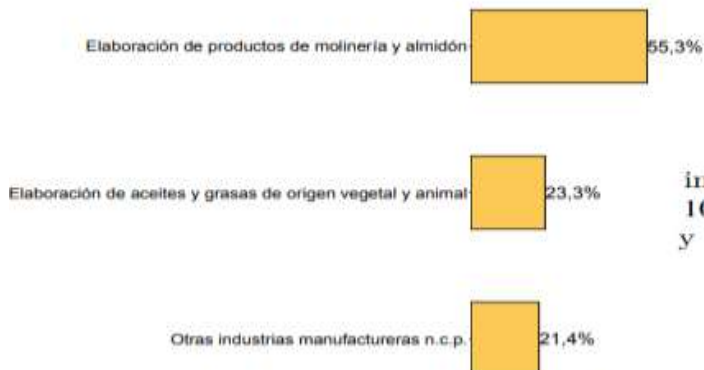 Elaboración de productos de molinería y almidón 55,3%
Elaboración de aceites y grasas de origen vegetal y animal 23,3%
y
Otras industrias manufactureras n.c.p. 21,4%